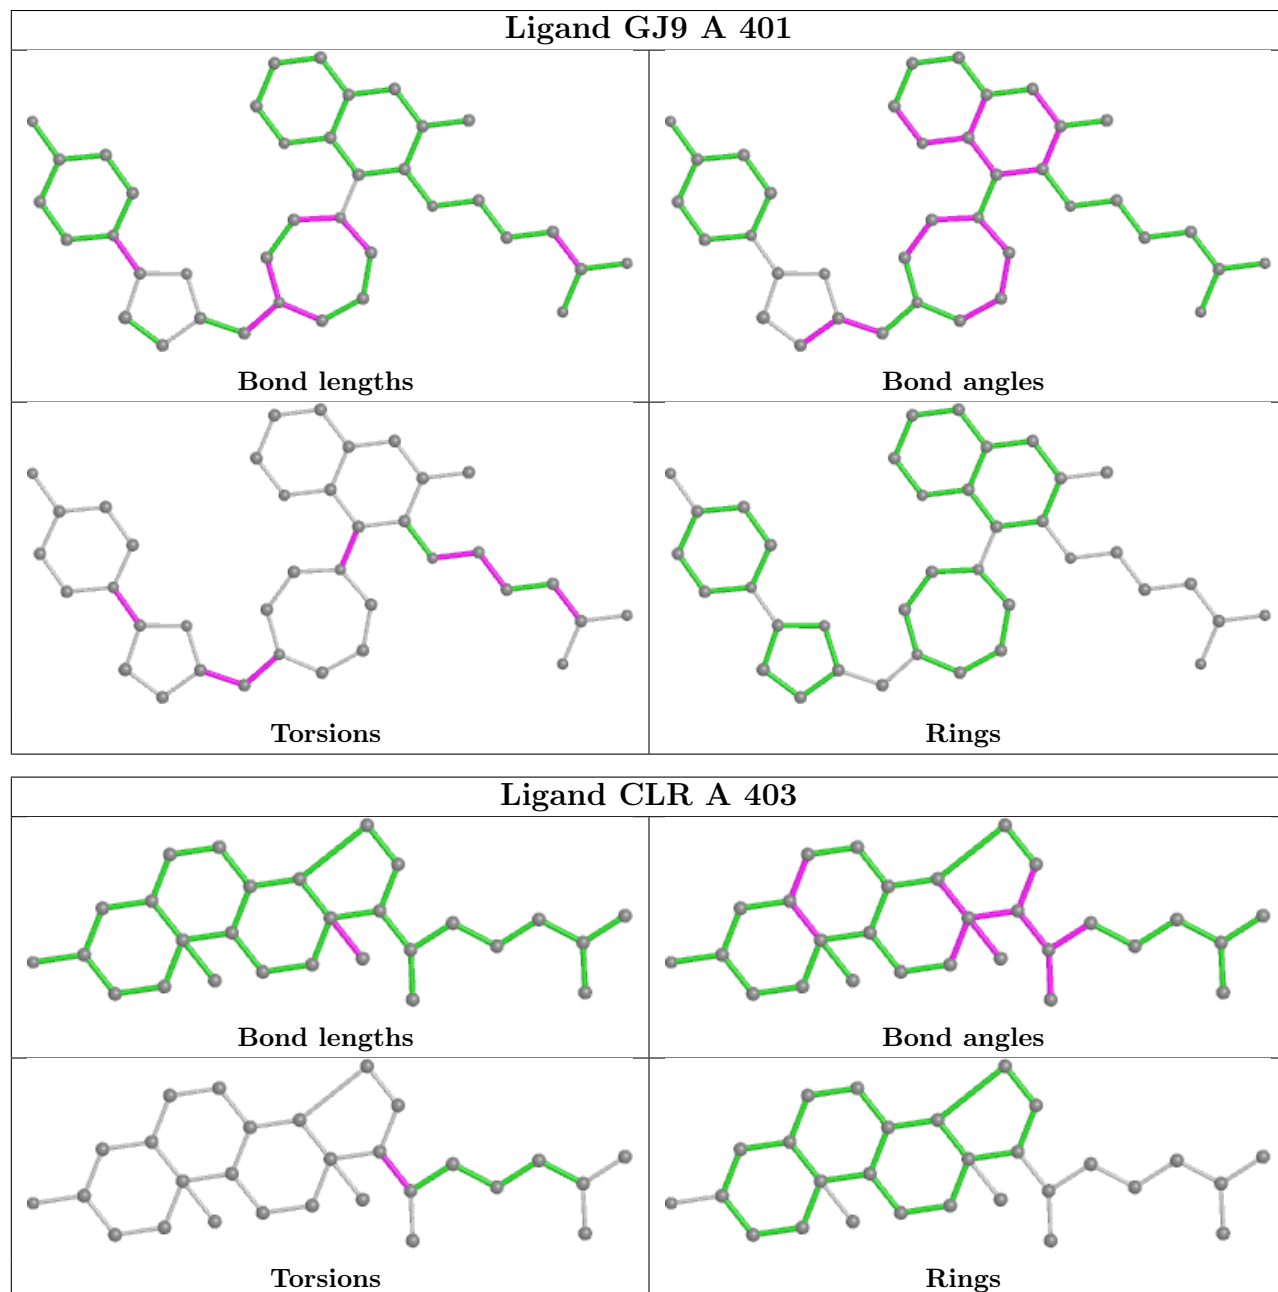 Ligand GJ9 A 401
Bond lengths
Bond angles
Torsions
Rings
Ligand CLR A 403
Bond lengths
Bond angles
Torsions
Rings